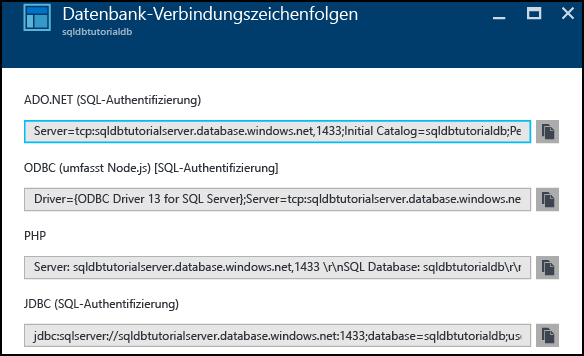 Datenbank-Verbindungszeichenfolgen
sqldbtutorialdb
ADO.NET (SQL-Authentifizierung)
Server=tcp:sqldbtutorialserver.database.windows.net,1433;Initial Catalog=sqldbtutorialdb;Pe
ODBC (umfasst Node.js) [SQL-Authentifizierung]
Driver={ODBC Driver 13 for SQL Server};Server=tcp:sqldbtutorialserver.database.windows.ne
PHP
Server: sqldbtutorialserver.database.windows.net,1433 \r\nSQL Database: sqldbtutorialdb\r\r
JDBC (SQL-Authentifizierung)
jdbc:sqlserver://sqldbtutorialserver.database.windows.net:1433;database=sqldbtutorialdb;use